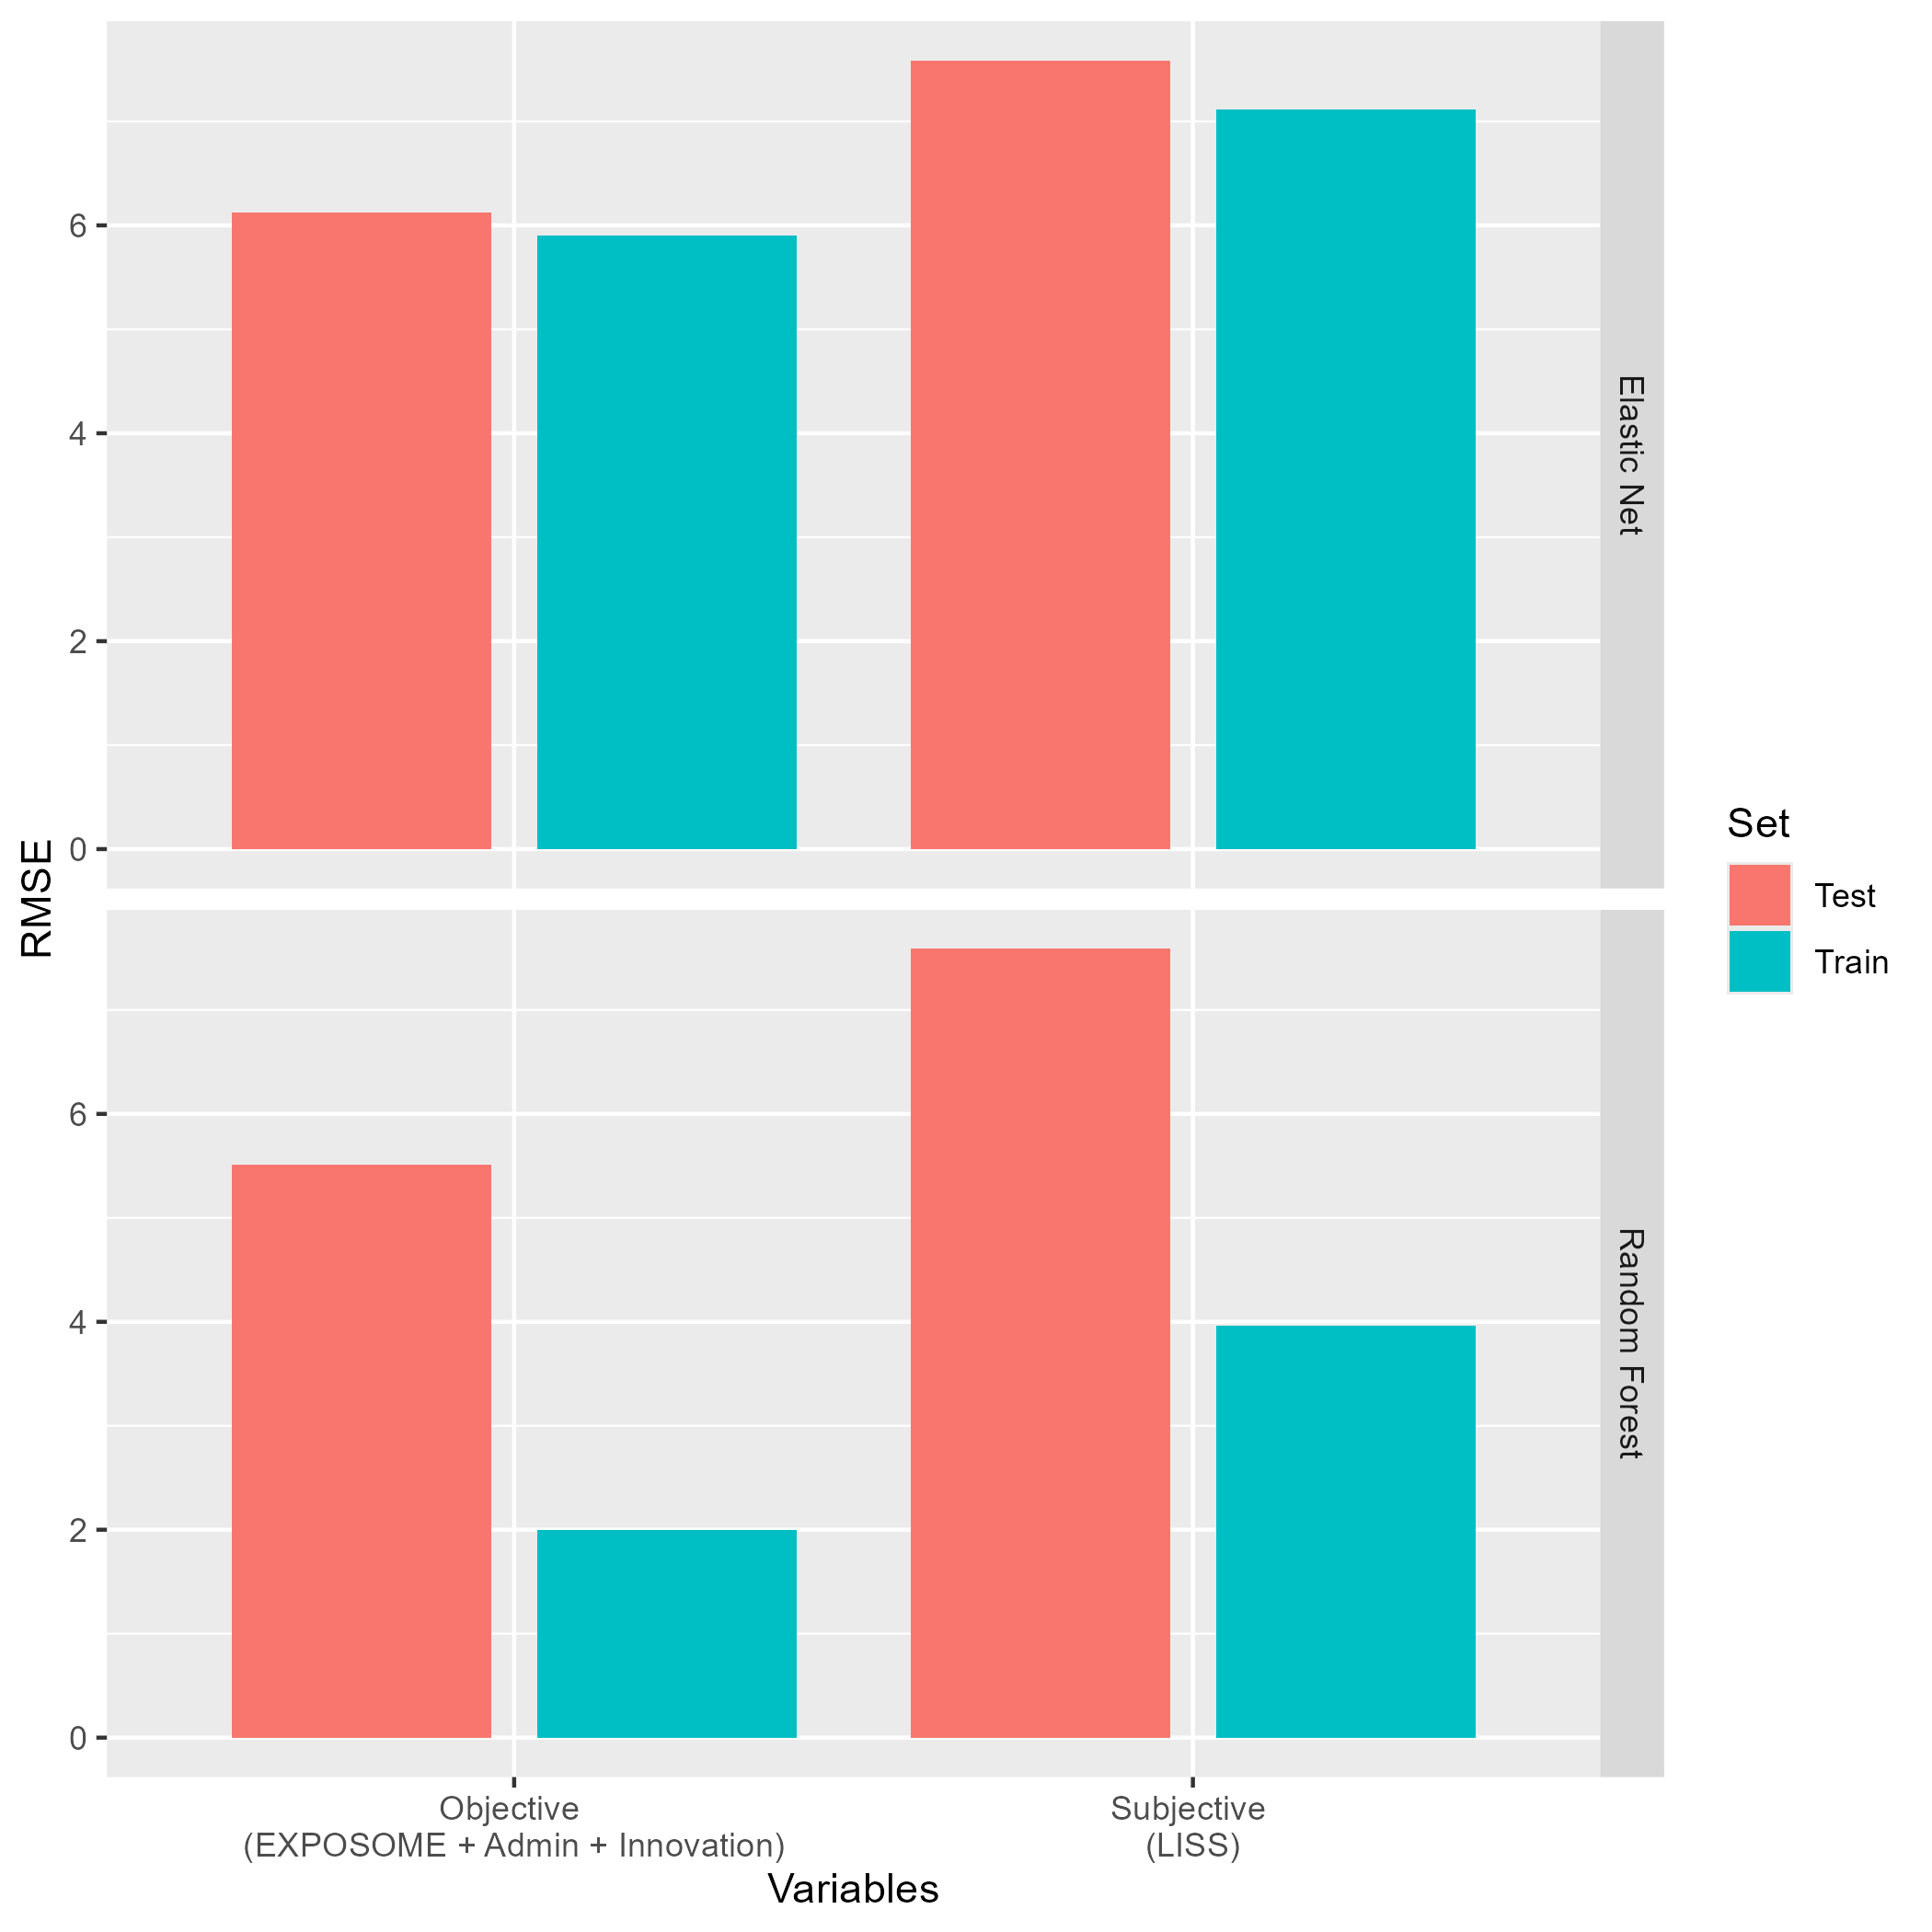 RMSE
6
4
2
0
Elastic Net
6
4
2
0
Random Forest
Objective
(EXPOSOME + Admin + Innovation)
Subjective
(LISS)
Variables
Set
Test
Train